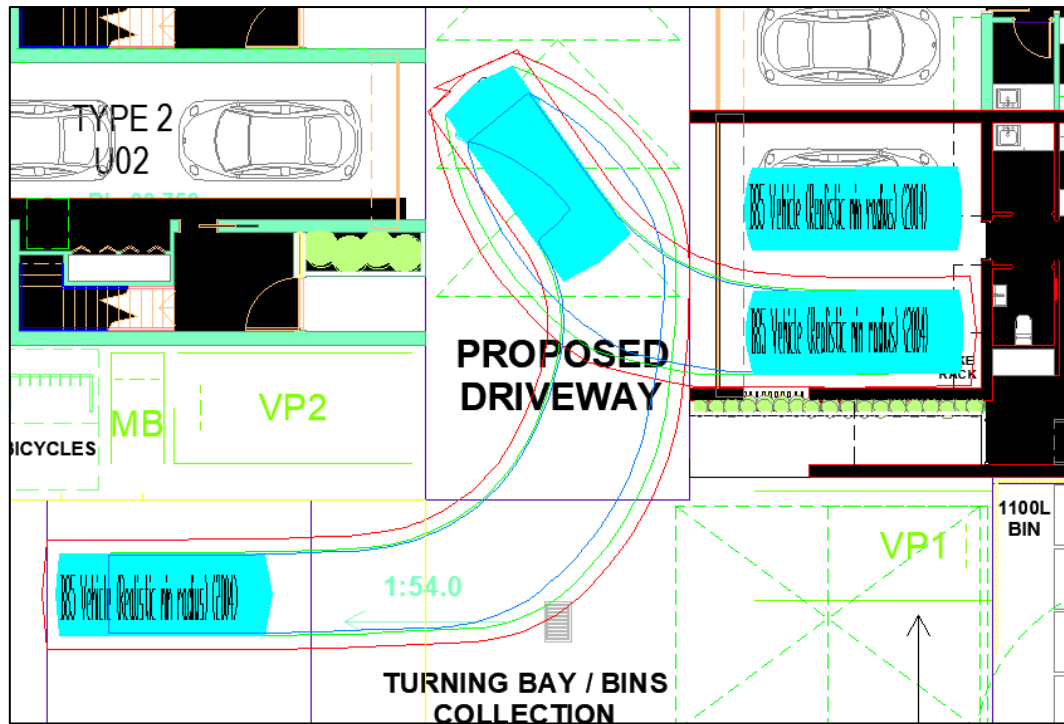 TYPE 2
U02
B85 Vehicle (Realistic min radius) (2004)
B85 Vehicle (Realistic min radius) (2004)
PROPOSED
DRIVEWAY
RACK
VP2
MB
BICYCLES
1100L
BIN
VP1
B85 Vehicle (Realistic min radius) (2004)
1:54.0
TURNING BAY / BINS
COLLECTION